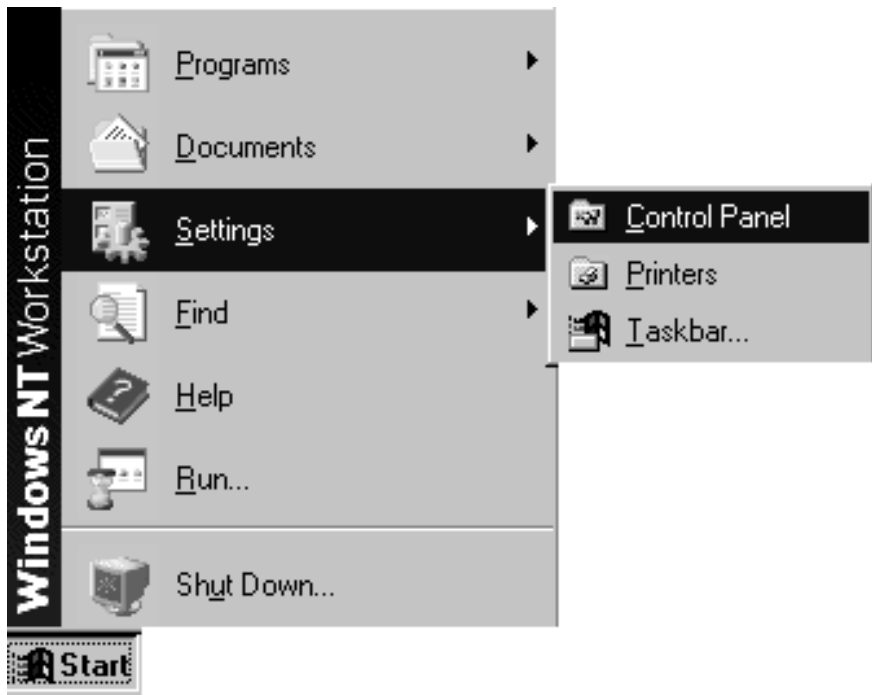 Windows NT Workstation
Programs
Documents
Settings
Find
Help
Run...
Shut Down...
Control Panel
Printers
Taskbar...
Start